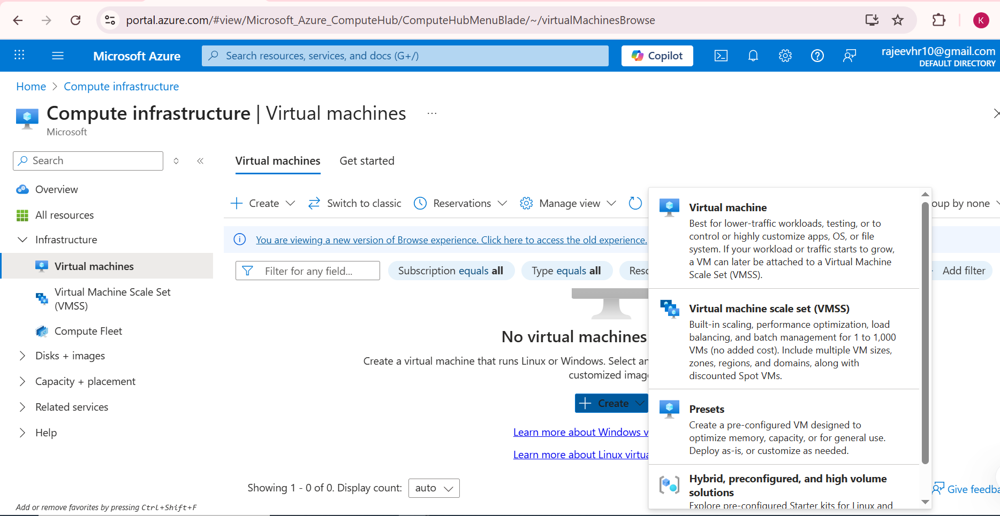 portal.azure.com/#view/Microsoft_Azure_ComputeHub/ComputeHubMenuBlade/~/virtualMachinesBrowse
K
Microsoft Azure
Search resources, services, and docs (G+/)
Copilot
rajeevhr10@gmail.com
DEFAULT DIRECTORY
Home > Compute infrastructure
Compute infrastructure | Virtual machines ...
Microsoft
Search
Overview
All resources
Infrastructure
Virtual machines
Virtual Machine Scale Set
(VMSS)
Compute Fleet
Disks + images
Capacity + placement
Related services
Help
Add or remove favorites by pressing Ctrl+Shift+F
Virtual machines Get started
Create Switch to classic Reservations Manage view oup by none
You are viewing a new version of Browse experience. Click here to access the old experience.
Filter for any field... Subscription equals all Type equals all Resc Add filter
No virtual machines
Create a virtual machine that runs Linux or Windows. Select an
customized imag
Create
Learn more about Windows v
Learn more about Linux virtua
Showing 1 - 0 of 0. Display count: auto
Virtual machine
Best for lower-traffic workloads, testing, or to
control or highly customize apps, OS, or file
system. If your workload or traffic starts to grow,
a VM can later be attached to a Virtual Machine
Scale Set (VMSS).
Virtual machine scale set (VMSS)
Built-in scaling, performance optimization, load
balancing, and batch management for 1 to 1,000
VMs (no added cost). Include multiple VM sizes,
zones, regions, and domains, along with
discounted Spot VMs.
Presets
Create a pre-configured VM designed to
optimize memory, capacity, or for general use.
Deploy as-is, or customize as needed.
Hybrid, preconfigured, and high volume
solutions
Explore pre-configured Starter kits for Linux and
Give feedba